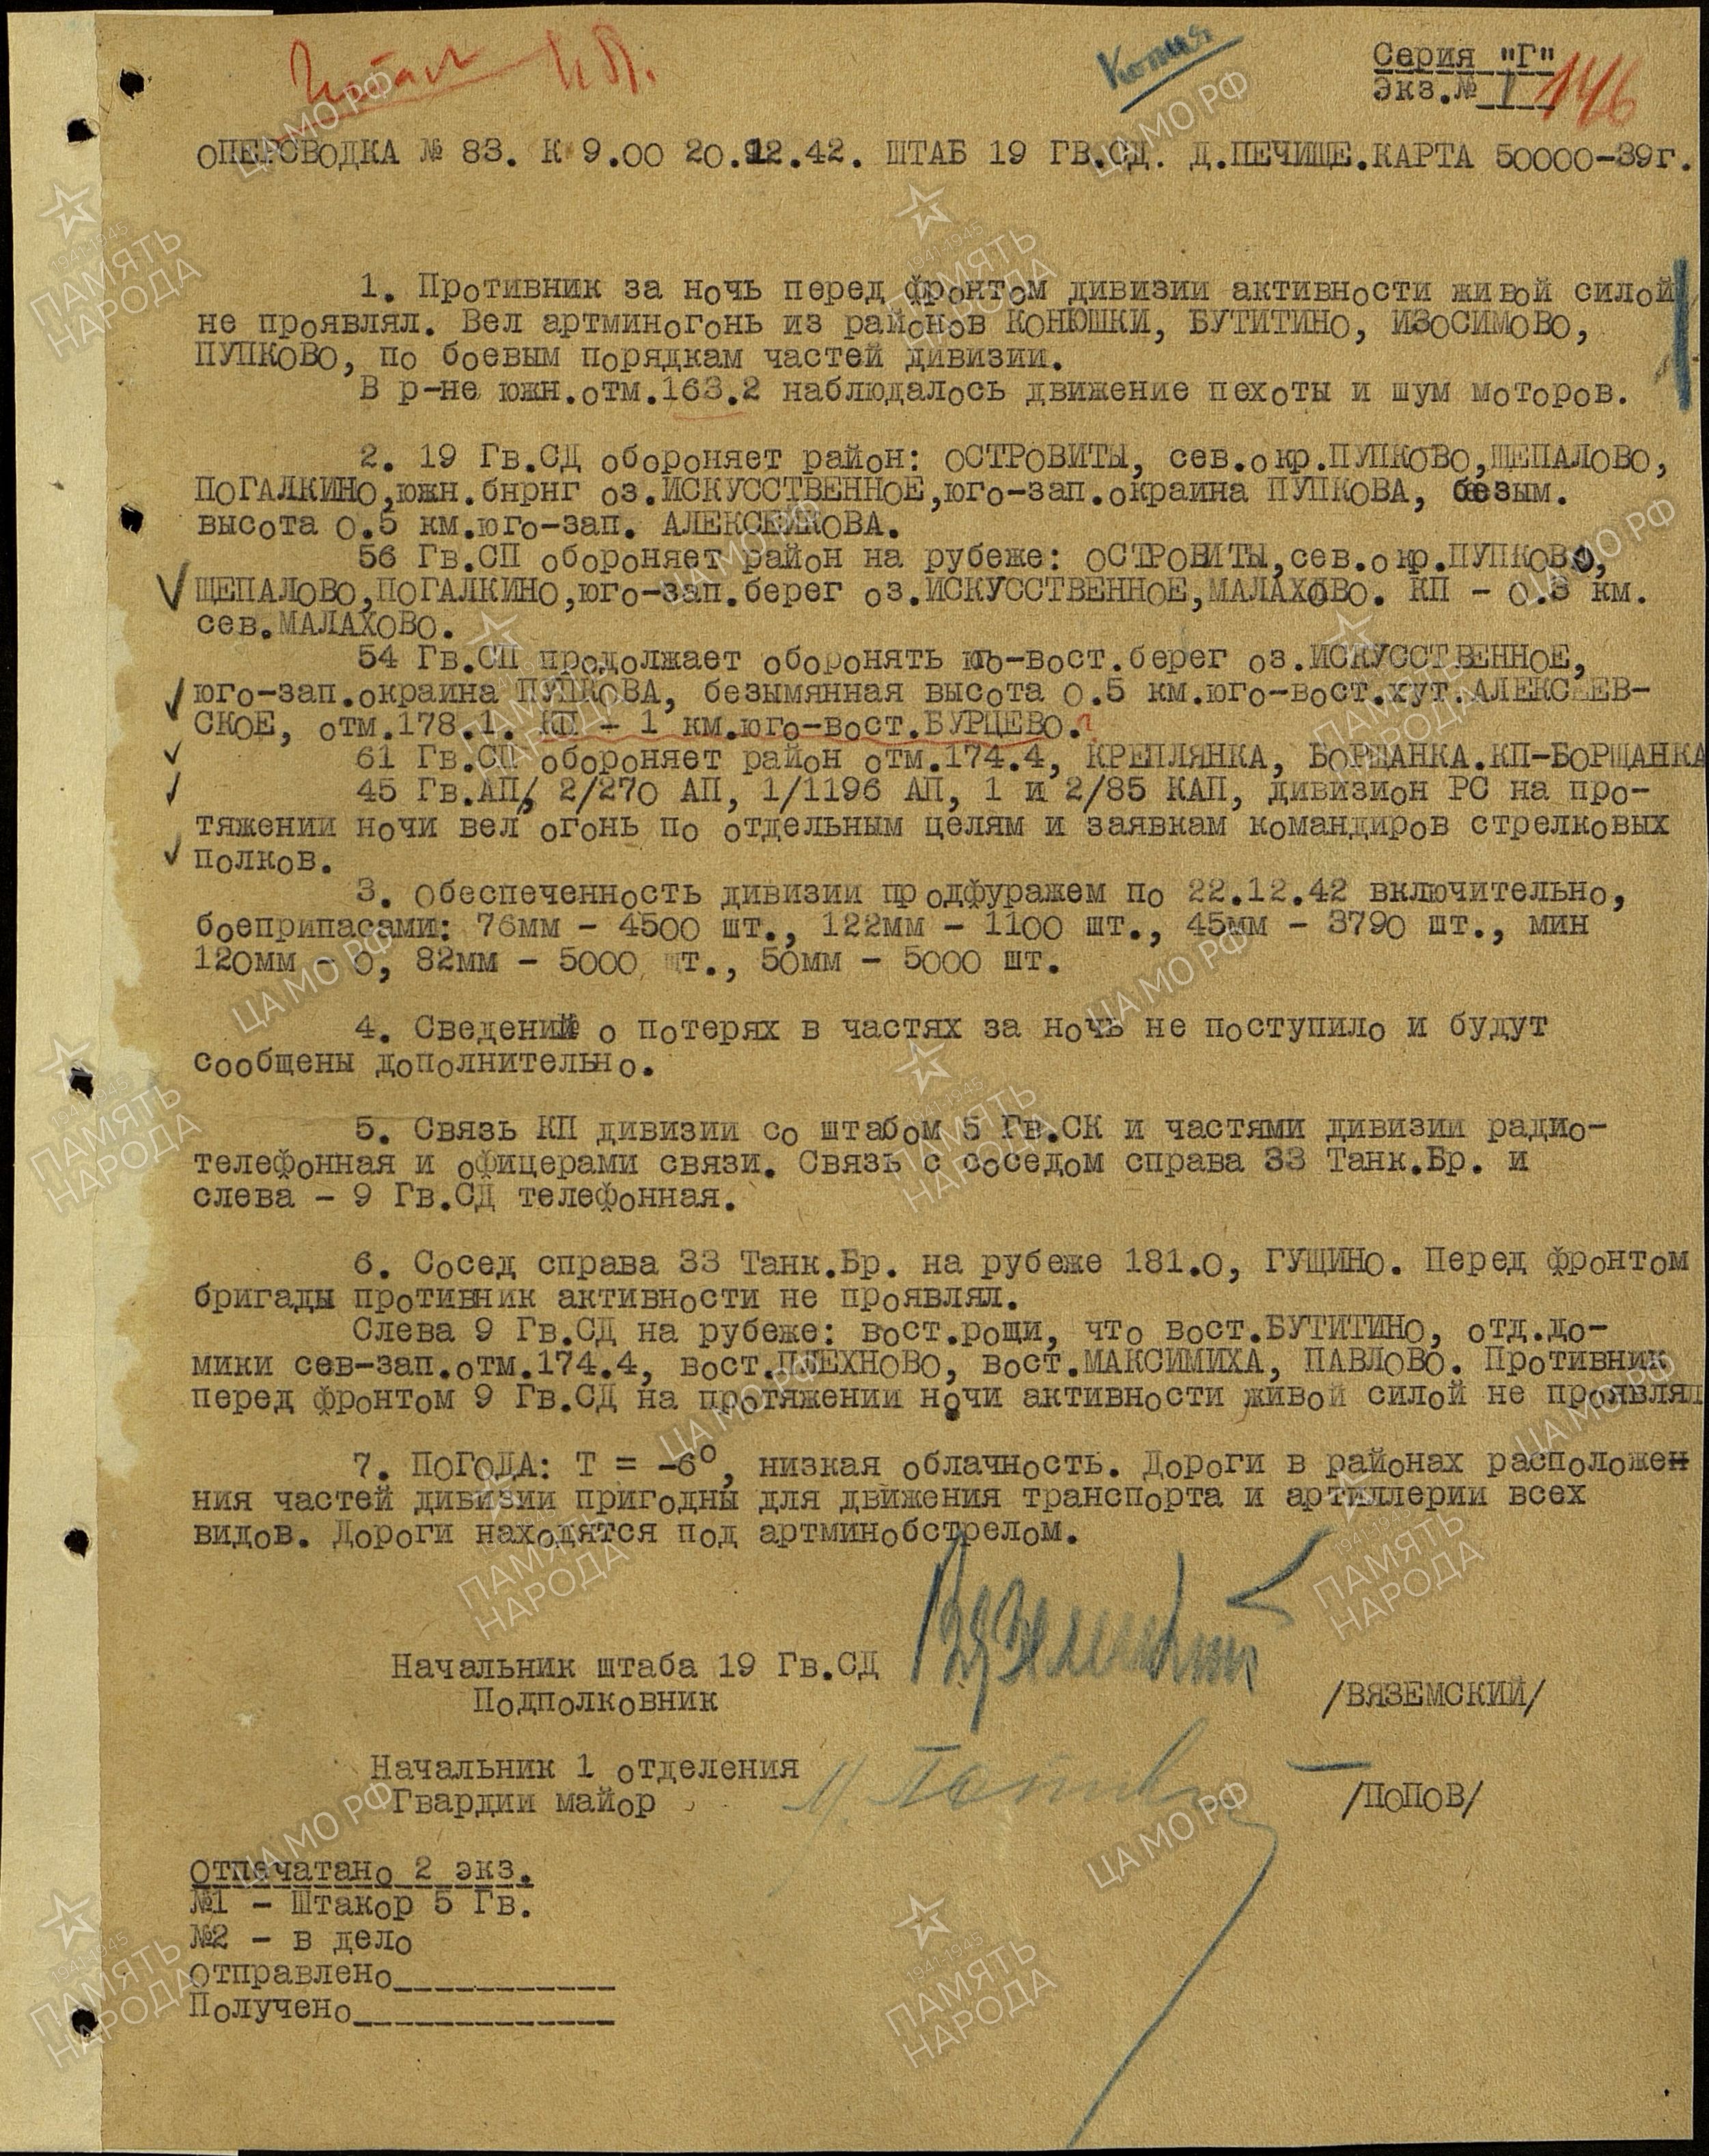 Копия
Серия "Г"
Экз.№ 1 146
ОПЕРСВОДКА № 83. К 9.00 20.12.42. ШТАБ 19 ГВ.СД. Д.ПЕЧИЩЕ.КАРТА 50000-39г.
1. Противник за ночь перед фронтом дивизии активности живой силой
не проявлял. Вел артминогонь из районов КОНЮШКИ, БУТИТИНО, ИЗОСИМОВО,
ПУПКОВО, по боевым порядкам частей дивизии.
В р-не южн.отм.163.2 наблюдалось движение пехоты и шум моторов.
2. 19 Гв.СД обороняет район: ОСТРОВИТЫ, сев.окр.ПУПКОВО,ЩЕПАЛОВО,
ПОГАЛКИНО,южн.бнрнг оз.ИСКУССТВЕННОЕ,юго-зап.окраина ПУПКОВА, безым.
высота 0.5 км.юго-зап. АЛЕКСЕЙКОВА.
56 Гв.СП обороняет район на рубеже: ОСТРОВИТЫ,сев.окр.ПУПКОВО,
ЩЕПАЛОВО,ПОГАЛКИНО,юго-зап.берег оз.ИСКУССТВЕННОЕ,МАЛАХОВО. КП - 0.3 км.
сев.МАЛАХОВО.
54 Гв.СП продолжает оборонять юго-вост.берег оз.ИСКУССТВЕННОЕ,
юго-зап.окраина ПУПКОВА, безымянная высота 0.5 км.юго-вост.хут.АЛЕКСЕЕВ-
СКОЕ, отм.178.1. КП - 1 км.юго-вост.БУРЦЕВО.?
61 Гв.СП обороняет район отм.174.4, КРЕПЛЯНКА, БОРЩАНКА.КП-БОРЩАНКА
45 Гв.АП, 2/270 АП, 1/1196 АП, 1 и 2/85 КАП, дивизион РС на про-
тяжении ночи вел огонь по отдельным целям и заявкам командиров стрелковых
полков.
3. Обеспеченность дивизии продфуражем по 22.12.42 включительно,
боеприпасами: 76мм - 4500 шт., 122мм - 1100 шт., 45мм - 3790 шт., мин
120мм - 0, 82мм - 5000 шт., 50мм - 5000 шт.
4. Сведений о потерях в частях за ночь не поступило и будут
сообщены дополнительно.
5. Связь КП дивизии со штабом 5 Гв.СК и частями дивизии радио-
телефонная и офицерами связи. Связь с соседом справа 33 Танк.Бр. и
слева - 9 Гв.СД телефонная.
6. Сосед справа 33 Танк.Бр. на рубеже 181.0, ГУЩИНО. Перед фронтом
бригады противник активности не проявлял.
Слева 9 Гв.СД на рубеже: вост.рощи, что вост.БУТИТИНО, отд.до-
мики сев-зап.отм.174.4, вост.ПЛЕХНОВО, вост.МАКСИМИХА, ПАВЛОВО. Противник
перед фронтом 9 Гв.СД на протяжении ночи активности живой силой не проявлял
7. ПОГОДА: Т = -6°, низкая облачность. Дороги в районах расположен
ния частей дивизии пригодны для движения транспорта и артиллерии всех
видов. Дороги находятся под артминобстрелом.
Начальник штаба 19 Гв.СД
Подполковник /ВЯЗЕМСКИЙ/
Начальник 1 отделения
Гвардии майор /ПОПОВ/
Отпечатано 2 экз.
№1 - Штакор 5 Гв.
№2 - в дело
Отправлено___________
Получено_____________